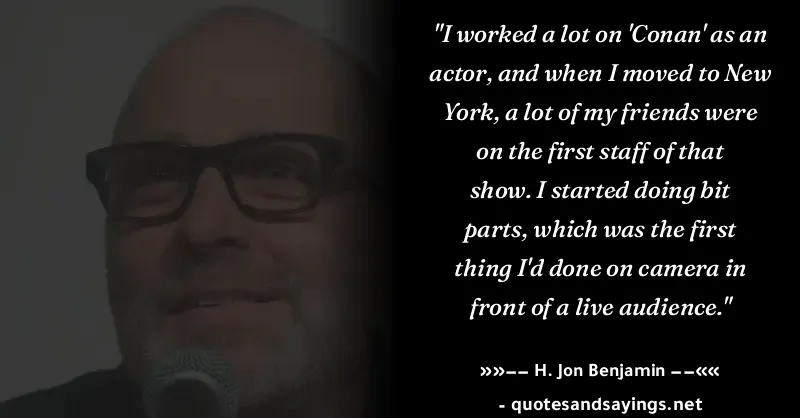 "I worked a lot on 'Conan' as an
actor, and when I moved to New
York, a lot of my friends were
on the first staff of that
show. I started doing bit
parts, which was the first
thing I'd done on camera in
front of a live audience."
»»−− H. Jon Benjamin −−««
- quotesandsayings.net